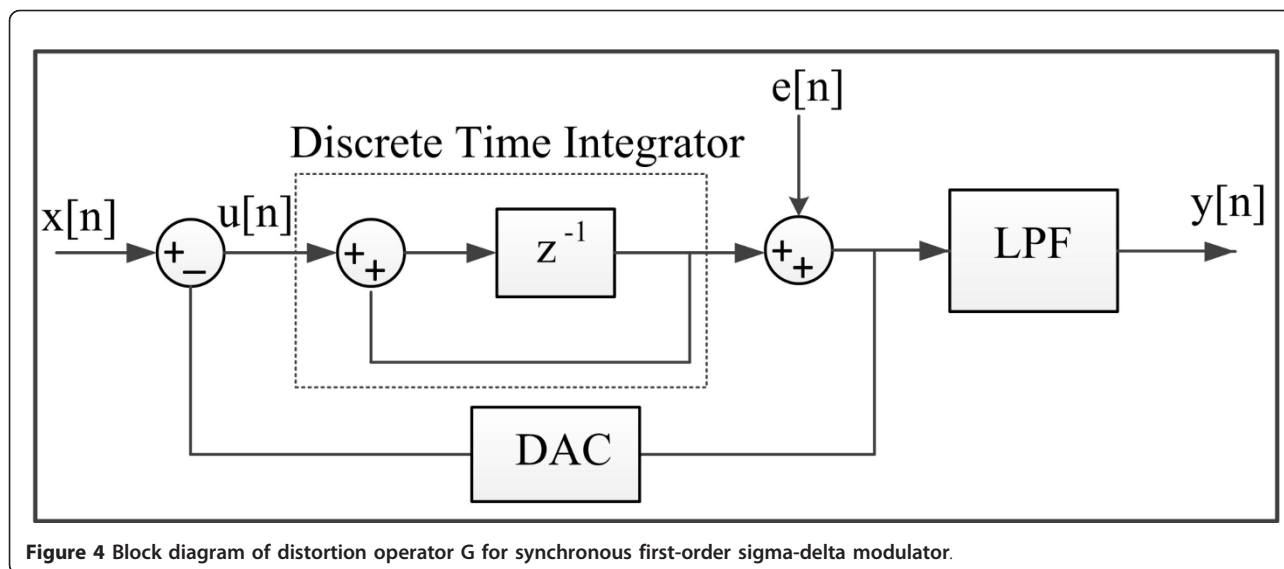 e[n]
Discrete Time Integrator
x[n]
u[n]
y[n]
+
−
+
+
z⁻¹
+
+
LPF
DAC
Figure 4 Block diagram of distortion operator G for synchronous first-order sigma-delta modulator.